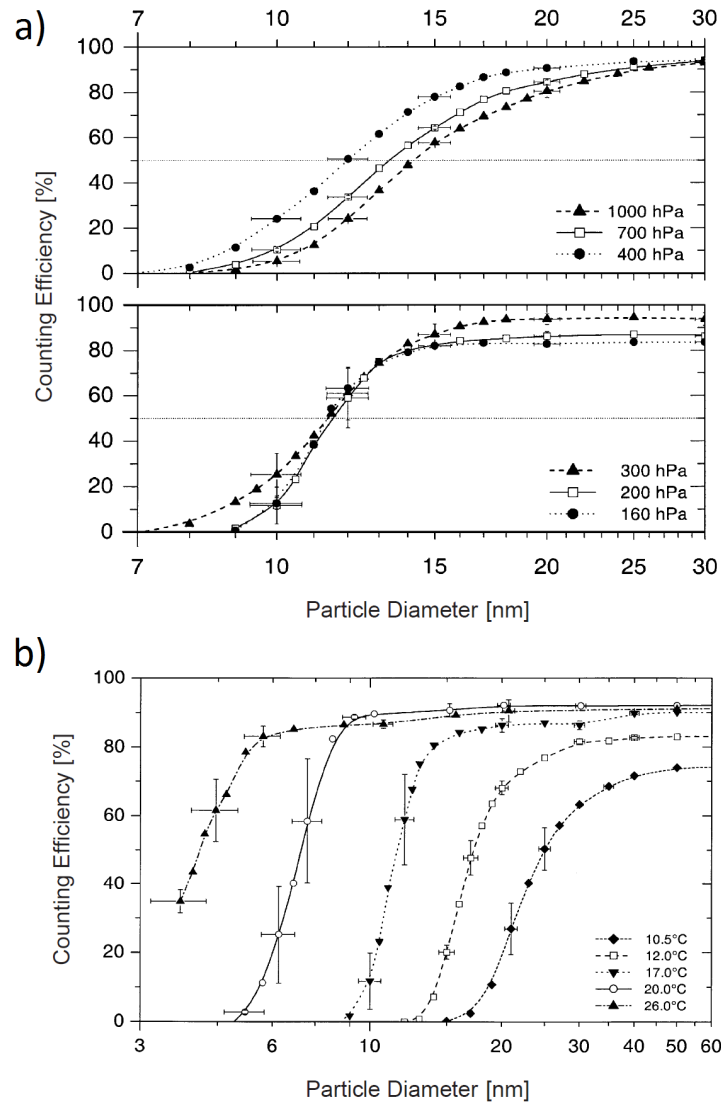 a)
7 10 15 20 25 30
100
80
60
40
20
0
1000 hPa
700 hPa
400 hPa
100
80
60
40
20
0
300 hPa
200 hPa
160 hPa
7 10 15 20 25 30
Counting Efficiency [%]
Particle Diameter [nm]
b)
100
80
60
40
20
0
Counting Efficiency [%]
10.5°C
12.0°C
17.0°C
20.0°C
26.0°C
3 6 10 20 30 40 50 60
Particle Diameter [nm]